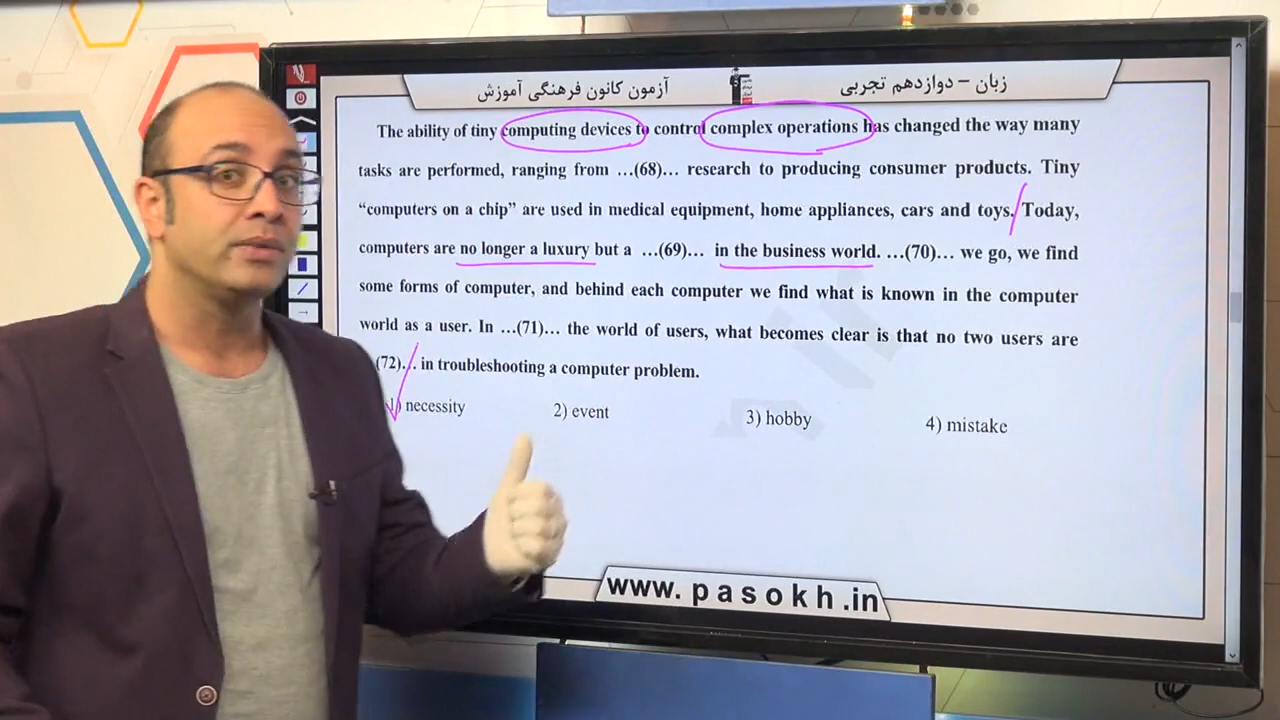 آزمون کانون فرهنگی آموزش
زبان – دوازدهم تجربی
The ability of tiny computing devices to control complex operations has changed the way many
tasks are performed, ranging from …(68)… research to producing consumer products. Tiny
“computers on a chip” are used in medical equipment, home appliances, cars and toys. Today,
computers are no longer a luxury but a …(69)… in the business world. …(70)… we go, we find
some forms of computer, and behind each computer we find what is known in the computer
world as a user. In …(71)… the world of users, what becomes clear is that no two users are
(72)… in troubleshooting a computer problem.
1) necessity 2) event 3) hobby 4) mistake
www. pasokh.in